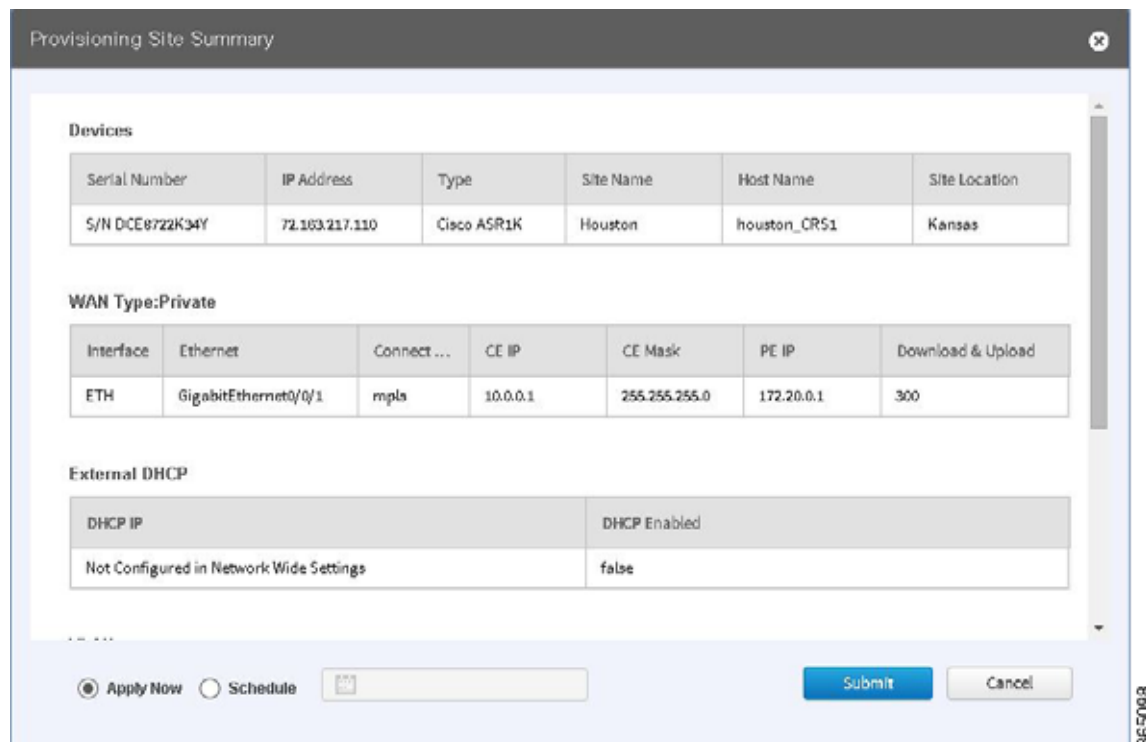 Provisioning Site Summary
Devices
Serial Number IP Address Type Site Name Host Name Site Location
S/N DCE8722K34Y 72.163.217.110 Cisco ASR1K Houston houston_CRS1 Kansas
WAN Type:Private
Interface Ethernet Connect ... CE IP CE Mask PE IP Download & Upload
ETH GigabitEthernet0/0/1 mpls 10.0.0.1 255.255.255.0 172.20.0.1 300
External DHCP
DHCP IP DHCP Enabled
Not Configured in Network Wide Settings false
Apply Now Schedule Submit Cancel